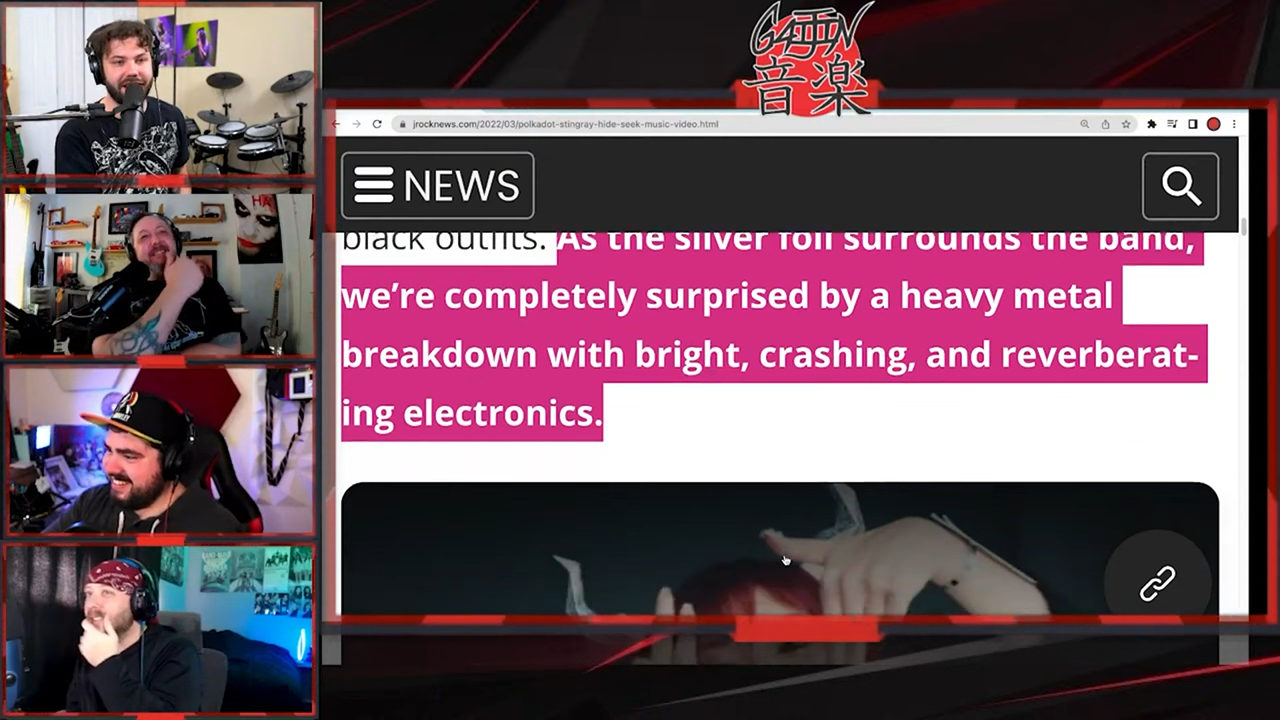 音楽
jrocknews.com/2022/03/polkadot-stingray-hide-seek-music-video.html
NEWS
black outfits. As the silver foil surrounds the band,
we're completely surprised by a heavy metal
breakdown with bright, crashing, and reverberat-
ing electronics.
HA